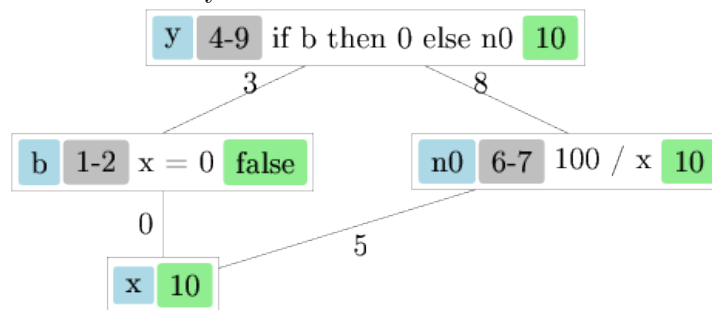 y 4-9 if b then 0 else n0 10
3 8
b 1-2 x = 0 false
n0 6-7 100 / x 10
0
5
x 10